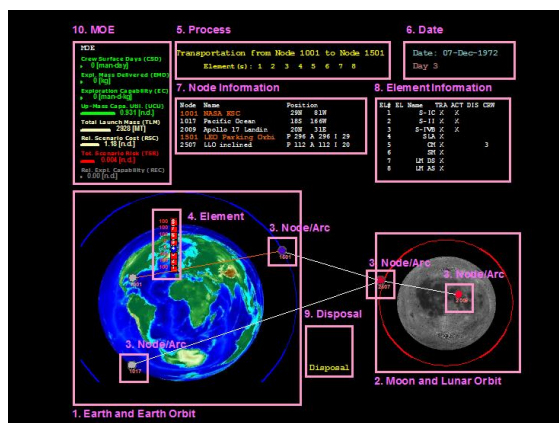 10. MOE
5. Process
6. Date
MOE
Crew Surface Days (CSD)
0 [man-day]
Expl. Mass Delivered (EMD)
0 [kg]
Exploration Capability (EC)
0 [man-d-kg]
Up-Mass Capa. Util. (UCU)
0.931 [n.d.]
Total Launch Mass (TLM)
2928 [MT]
Rel. Scenario Cost (RSC)
1.18 [n.d.]
Tot. Scenario Risk (TSR)
0.004 [n.d.]
Rel. Expl. Capability (REC)
0.00 [n.d.]
Transportation from Node 1001 to Node 1501
Element(s): 1 2 3 4 5 6 7 8
Date: 07-Dec-1972
Day 3
7. Node Information
Node Name Position
1001 NASA KSC 29N 81W
1017 Pacific Ocean 18S 166W
2009 Apollo 17 Landin 20N 31E
1501 LEO Parking Orbi P 296 A 296 I 29
2507 LLO inclined P 112 A 112 I 20
8. Element Information
EL# EL Name TRA ACT DIS CRW
1 S-IC X X
2 S-II X X
3 S-IVB X X
4 SLA X
5 CM X 3
6 SM X
7 LM DS X
8 LM AS X
4. Element
3. Node/Arc
3. Node/Arc
3. Node/Arc
3. Node/Arc
1017
9. Disposal
Disposal
2. Moon and Lunar Orbit
1. Earth and Earth Orbit